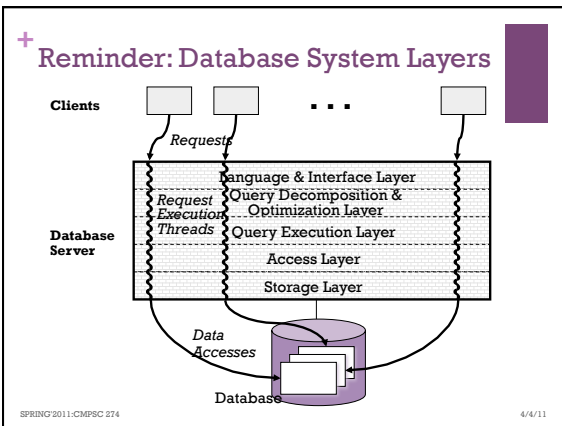 +
Reminder: Database System Layers
Clients
. . .
Requests
Language & Interface Layer
Request
Execution
Threads
Query Decomposition &
Optimization Layer
Database
Server
Query Execution Layer
Access Layer
Storage Layer
Data
Accesses
Database
SPRING'2011:CMPSC 274
4/4/11